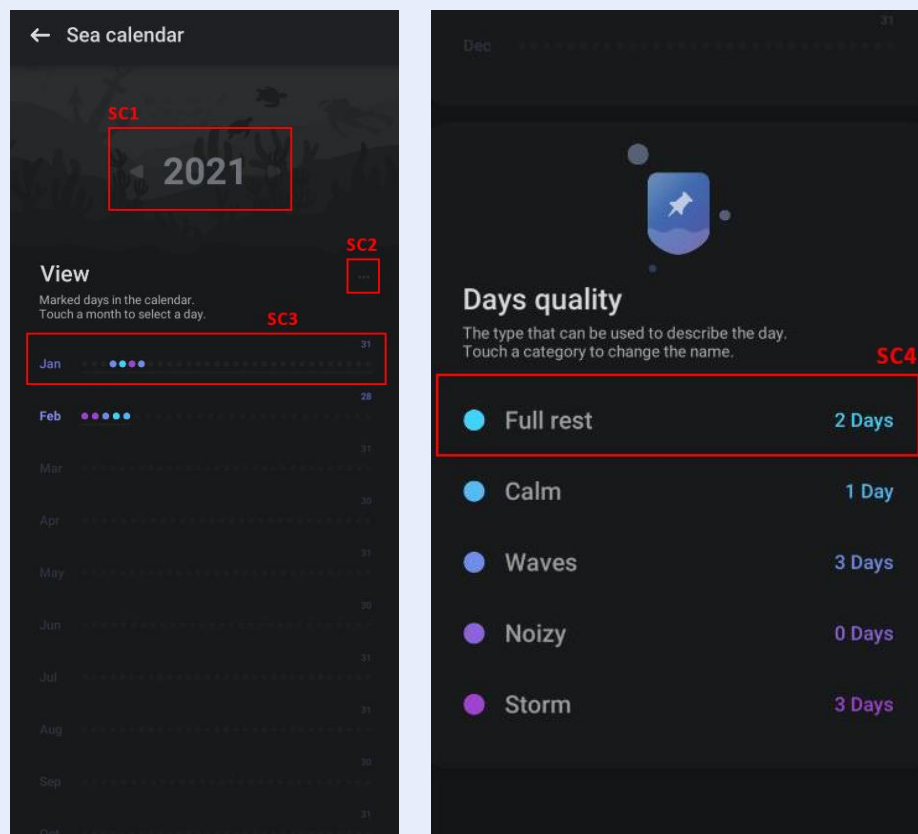 Sea calendar
SC1
2021
SC2
View
...
Marked days in the calendar.
Touch a month to select a day.
SC3
31
Jan
28
Feb
31
Mar
30
Apr
31
May
30
Jun
31
Jul
31
Aug
30
Sep
31
Oct
31
Dec
Days quality
The type that can be used to describe the day.
Touch a category to change the name.
SC4
Full rest 2 Days
Calm 1 Day
Waves 3 Days
Noizy 0 Days
Storm 3 Days